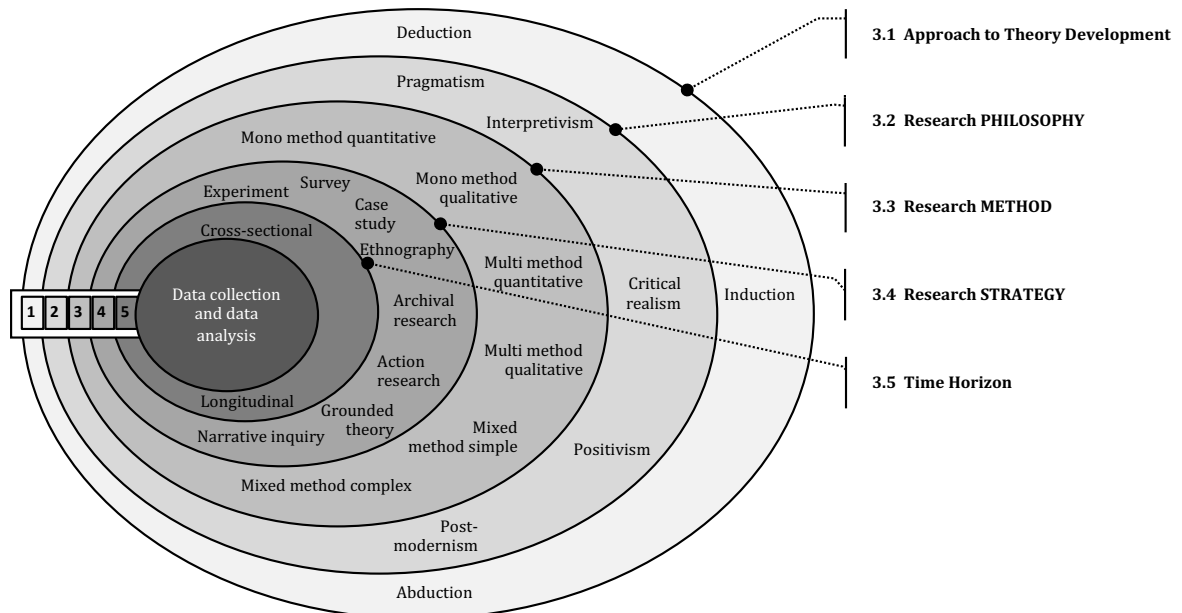 Deduction
3.1 Approach to Theory Development
Pragmatism
Interpretivism
3.2 Research PHILOSOPHY
Mono method quantitative
Mono method
qualitative
3.3 Research METHOD
Survey
Experiment
Case
study
Cross-sectional
Ethnography
Multi method
quantitative
Critical
realism
Induction
3.4 Research STRATEGY
1 2 3 4 5
Data collection
and data
analysis
Archival
research
Multi method
qualitative
Action
research
3.5 Time Horizon
Longitudinal
Grounded
theory
Narrative inquiry
Mixed
method simple
Positivism
Mixed method complex
Post-
modernism
Abduction